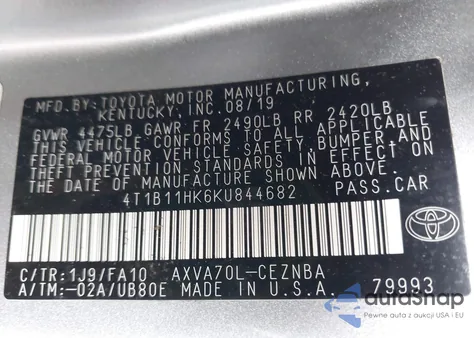 MFD.BY:TOYOTA MOTOR MANUFACTURING,
KENTUCKY,INC.08/19
GVWR 4475LB GAWR FR 2490LB RR 2420LB
THIS VEHICLE CONFORMS TO ALL APPLICABLE
FEDERAL MOTOR VEHICLE SAFETY, BUMPER AND
THEFT PREVENTION STANDARDS IN EFFECT ON
THE DATE OF MANUFACTURE SHOWN ABOVE.
4T1B11HK6KU844682 PASS.CAR
TOYOTA
C/TR:1J9/FA10 AXVA70L-CEZNBA
A/TM:-02A/UB80E MADE IN U.S.A. 79993
autoSnap
Pewne auta z USA i EU